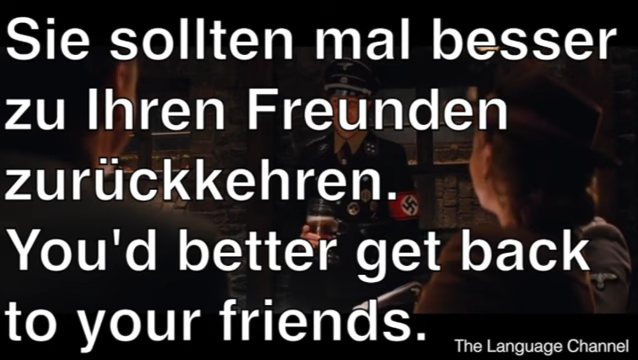 Sie sollten mal besser
zu Ihren Freunden
zurückkehren.
You'd better get back
to your friends.
The Language Channel